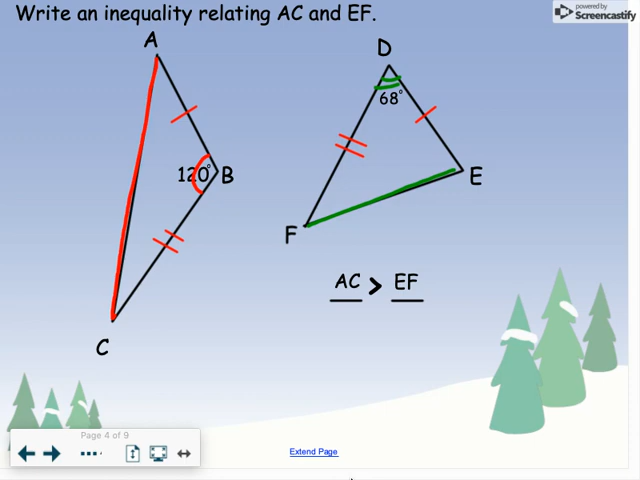 Write an inequality relating AC and EF.
powered by
Screencastify
A
D
68°
120°
B
E
F
AC > EF
C
Page 4 of 9
Extend Page